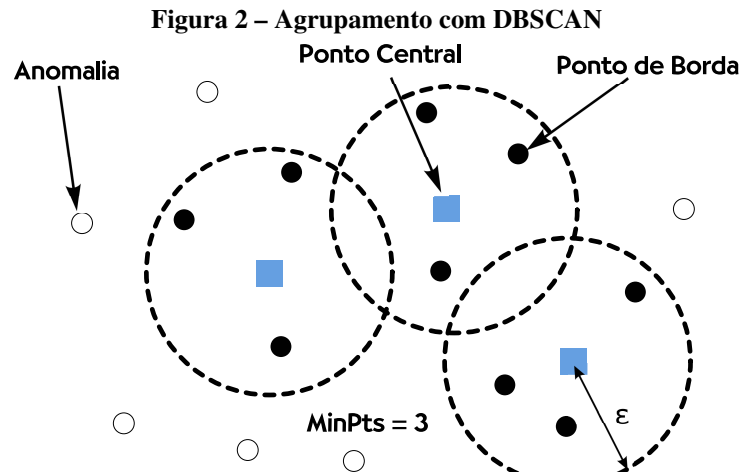 Figura 2 – Agrupamento com DBSCAN
Ponto Central
Anomalia
Ponto de Borda
MinPts = 3
ε